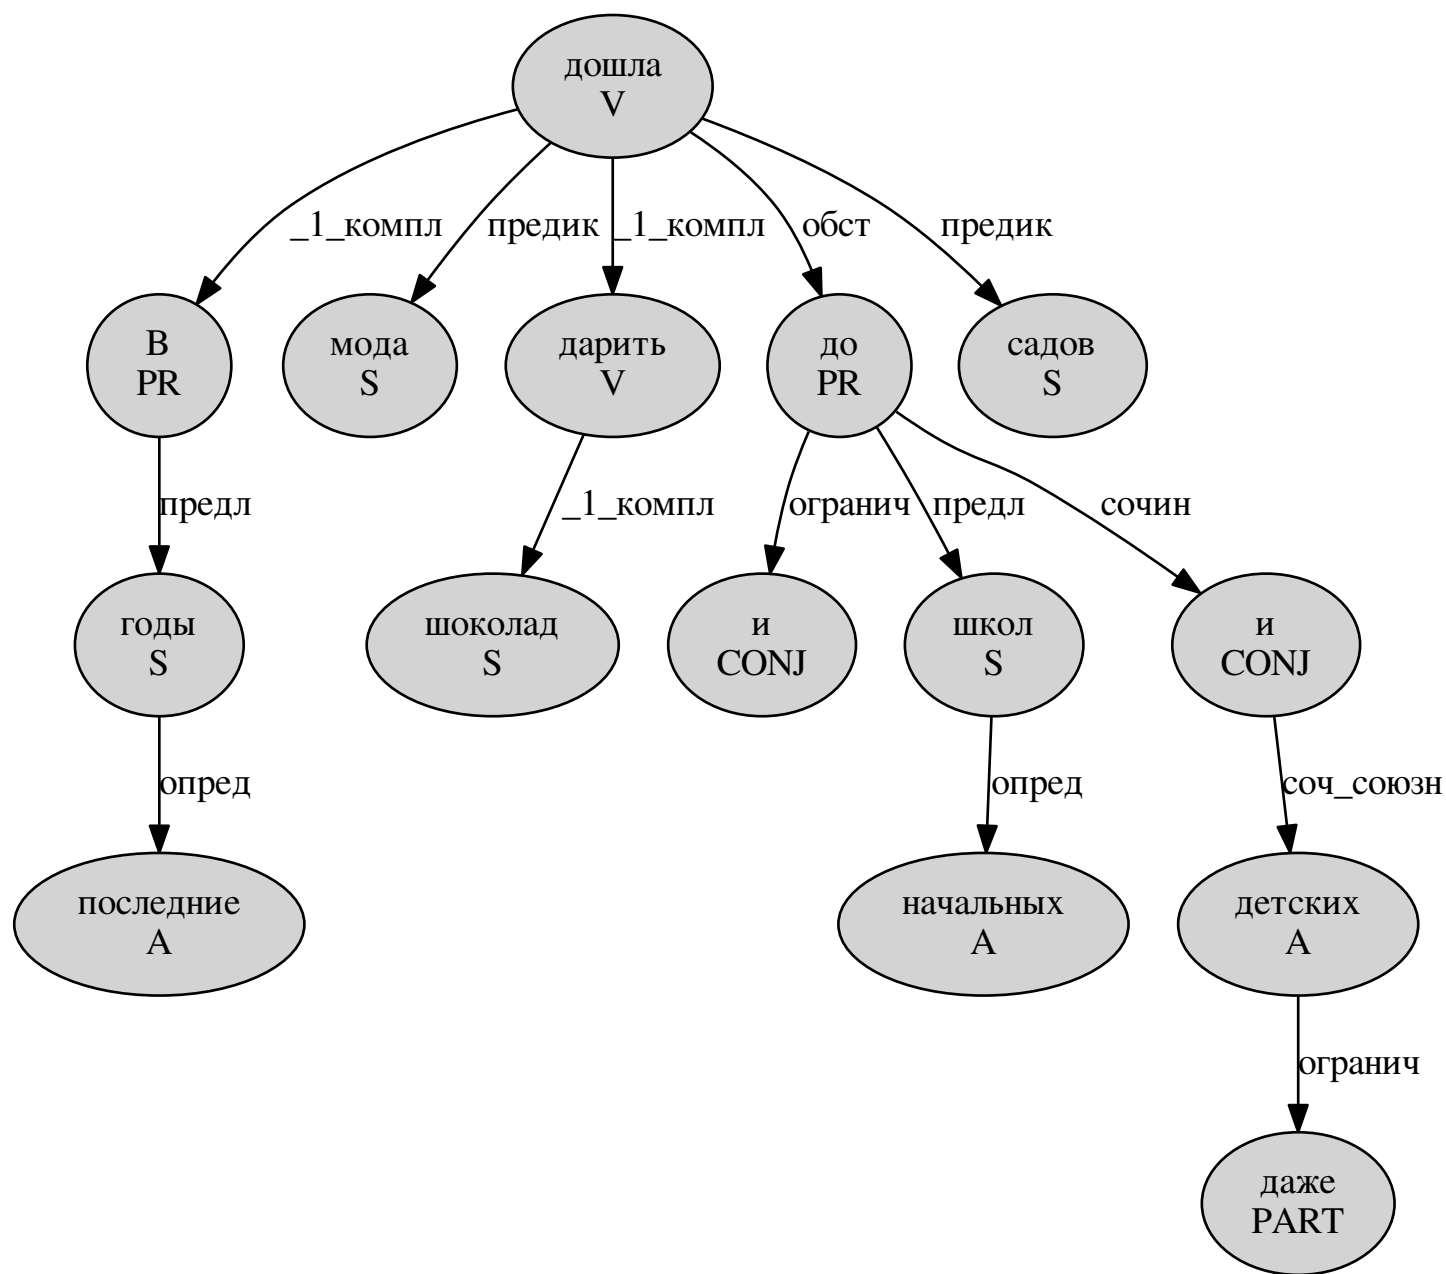 дошла
V
_1_компл
предик
_1_компл
обст
предик
В
PR
мода
S
дарить
V
до
PR
садов
S
предл
_1_компл
огранич
предл
сочин
годы
S
шоколад
S
и
CONJ
школ
S
и
CONJ
опред
опред
соч_союзн
последние
A
начальных
A
детских
A
огранич
даже
PART